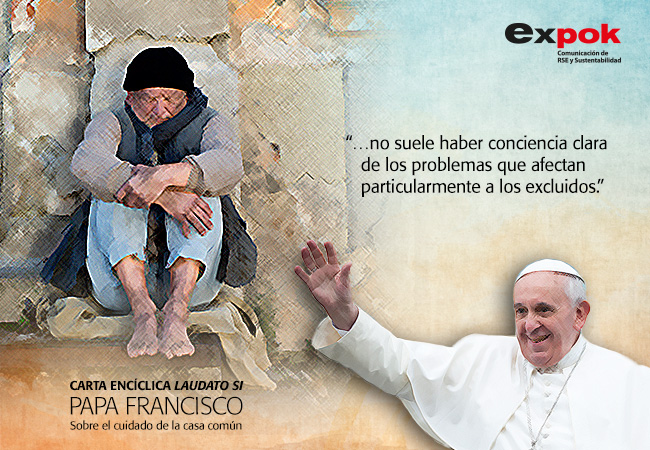 expok
Comunicación de
RSE y Sustentabilidad
“…no suele haber conciencia clara
de los problemas que afectan
particularmente a los excluidos.”
CARTA ENCÍCLICA LAUDATO SI
PAPA FRANCISCO
Sobre el cuidado de la casa común